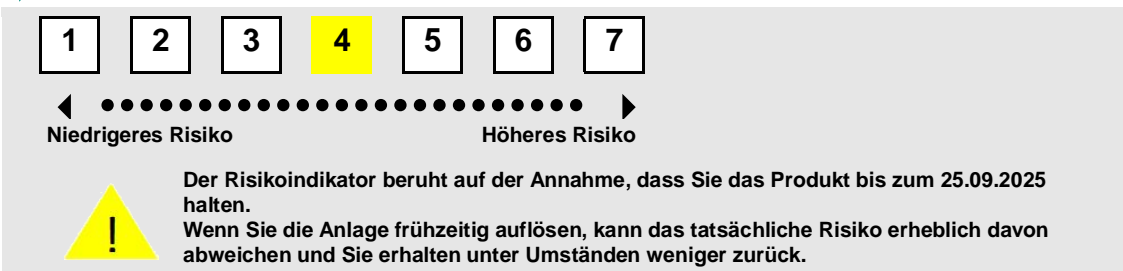 1 2 3 4 5 6 7
Niedrigeres Risiko Höheres Risiko
Der Risikoindikator beruht auf der Annahme, dass Sie das Produkt bis zum 25.09.2025
halten.
! Wenn Sie die Anlage frühzeitig auflösen, kann das tatsächliche Risiko erheblich davon
abweichen und Sie erhalten unter Umständen weniger zurück.